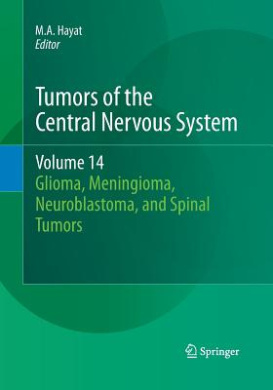 M.A. Hayat
Editor
Tumors of the
Central Nervous System
Volume 14
Glioma, Meningioma,
Neuroblastoma, and Spinal
Tumors
Springer